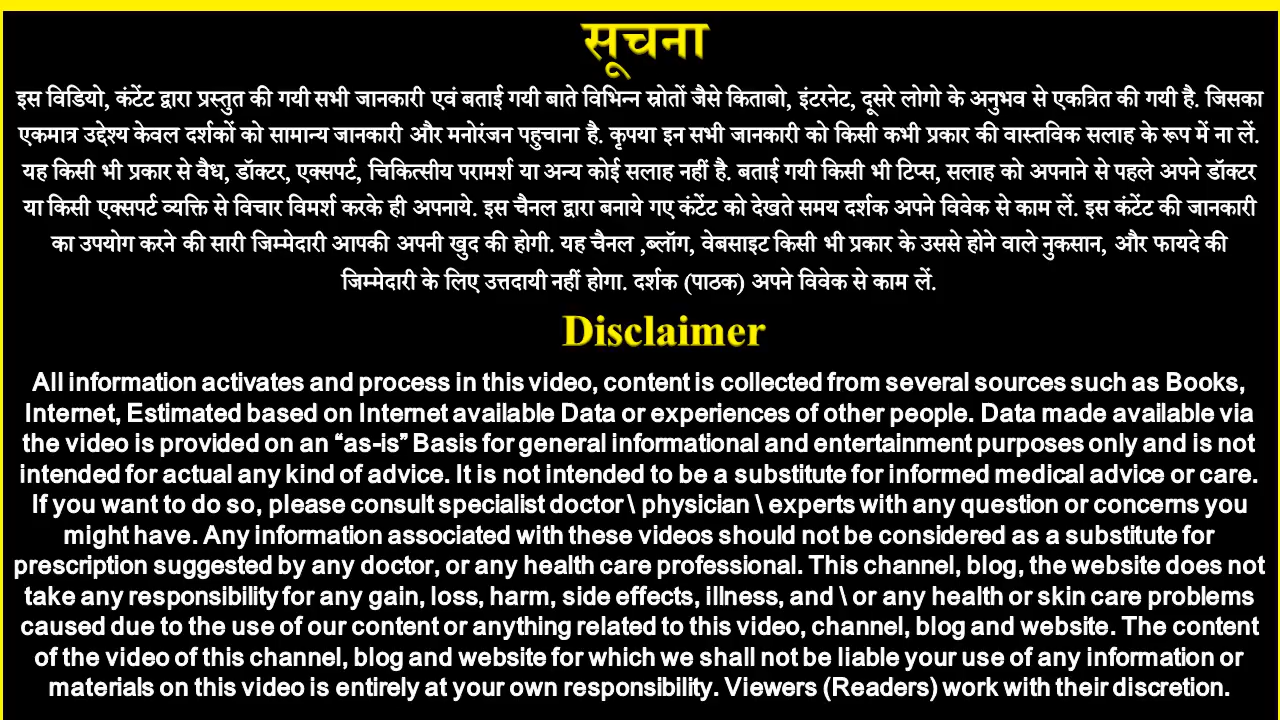 सूचना
इस विडियो, कंटेंट द्वारा प्रस्तुत की गयी सभी जानकारी एवं बताई गयी बाते विभिन्न स्रोतों जैसे किताबो, इंटरनेट, दूसरे लोगो के अनुभव से एकत्रित की गयी है. जिसका
एकमात्र उद्देश्य केवल दर्शकों को सामान्य जानकारी और मनोरंजन पहुचाना है. कृपया इन सभी जानकारी को किसी कभी प्रकार की वास्तविक सलाह के रूप में ना लें.
यह किसी भी प्रकार से वैध, डॉक्टर, एक्सपर्ट, चिकित्सीय परामर्श या अन्य कोई सलाह नहीं है. बताई गयी किसी भी टिप्स, सलाह को अपनाने से पहले अपने डॉक्टर
या किसी एक्सपर्ट व्यक्ति से विचार विमर्श करके ही अपनाये. इस चैनल द्वारा बनाये गए कंटेंट को देखते समय दर्शक अपने विवेक से काम लें. इस कंटेंट की जानकारी
का उपयोग करने की सारी जिम्मेदारी आपकी अपनी खुद की होगी. यह चैनल ,ब्लॉग, वेबसाइट किसी भी प्रकार के उससे होने वाले नुकसान, और फायदे की
जिम्मेदारी के लिए उत्तदायी नहीं होगा. दर्शक (पाठक) अपने विवेक से काम लें.
Disclaimer
All information activates and process in this video, content is collected from several sources such as Books,
Internet, Estimated based on Internet available Data or experiences of other people. Data made available via
the video is provided on an “as-is” Basis for general informational and entertainment purposes only and is not
intended for actual any kind of advice. It is not intended to be a substitute for informed medical advice or care.
If you want to do so, please consult specialist doctor \ physician \ experts with any question or concerns you
might have. Any information associated with these videos should not be considered as a substitute for
prescription suggested by any doctor, or any health care professional. This channel, blog, the website does not
take any responsibility for any gain, loss, harm, side effects, illness, and \ or any health or skin care problems
caused due to the use of our content or anything related to this video, channel, blog and website. The content
of the video of this channel, blog and website for which we shall not be liable your use of any information or
materials on this video is entirely at your own responsibility. Viewers (Readers) work with their discretion.